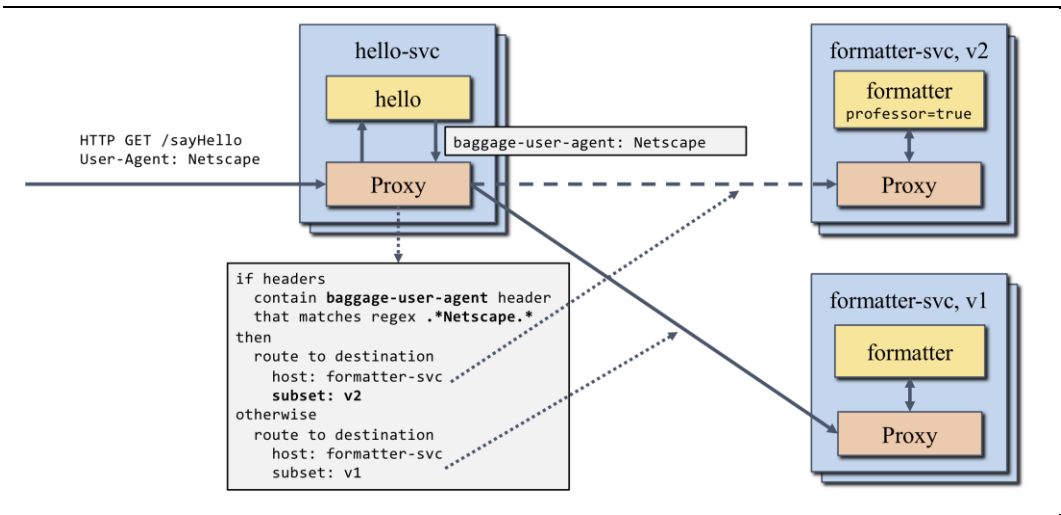 HTTP GET /sayHello
User-Agent: Netscape
hello-svc
hello
baggage-user-agent: Netscape
Proxy
formatter-svc, v2
formatter
professor=true
Proxy
if headers
contain baggage-user-agent header
that matches regex .*Netscape.*
then
route to destination
host: formatter-svc
subset: v2
otherwise
route to destination
host: formatter-svc
subset: v1
formatter-svc, v1
formatter
Proxy